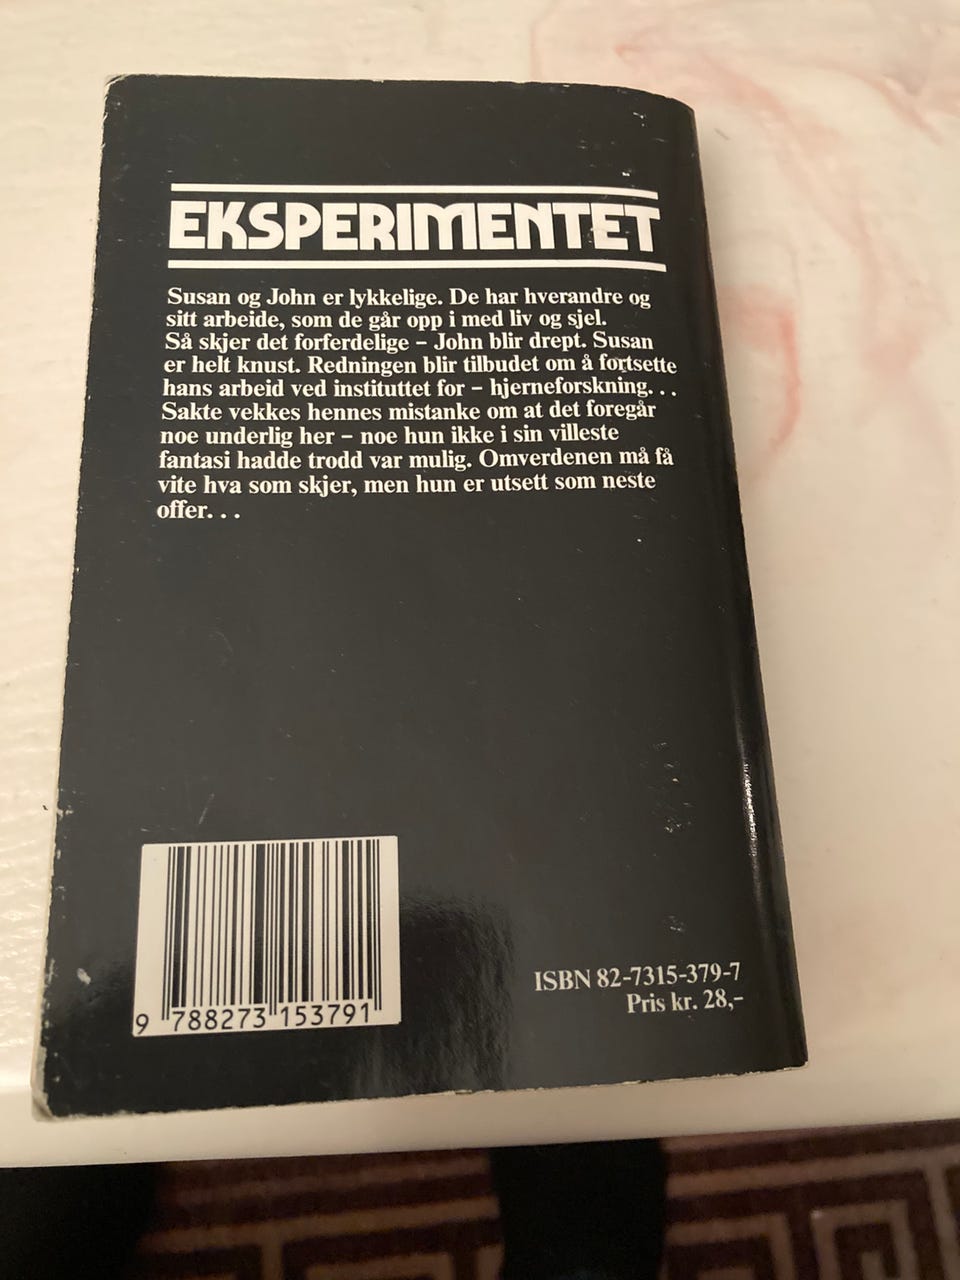 EKSPERIMENTET
Susan og John er lykkelige. De har hverandre og
sitt arbeide, som de går opp i med liv og sjel.
Så skjer det forferdelige – John blir drept. Susan
er helt knust. Redningen blir tilbudet om å fortsette
hans arbeid ved instituttet for – hjerneforskning. . .
Sakte vekkes hennes mistanke om at det foregår
noe underlig her – noe hun ikke i sin villeste
fantasi hadde trodd var mulig. Omverdenen må få
vite hva som skjer, men hun er utsett som neste
offer. . .
ISBN 82-7315-379-7
Pris kr. 28,-
9 788273 153791